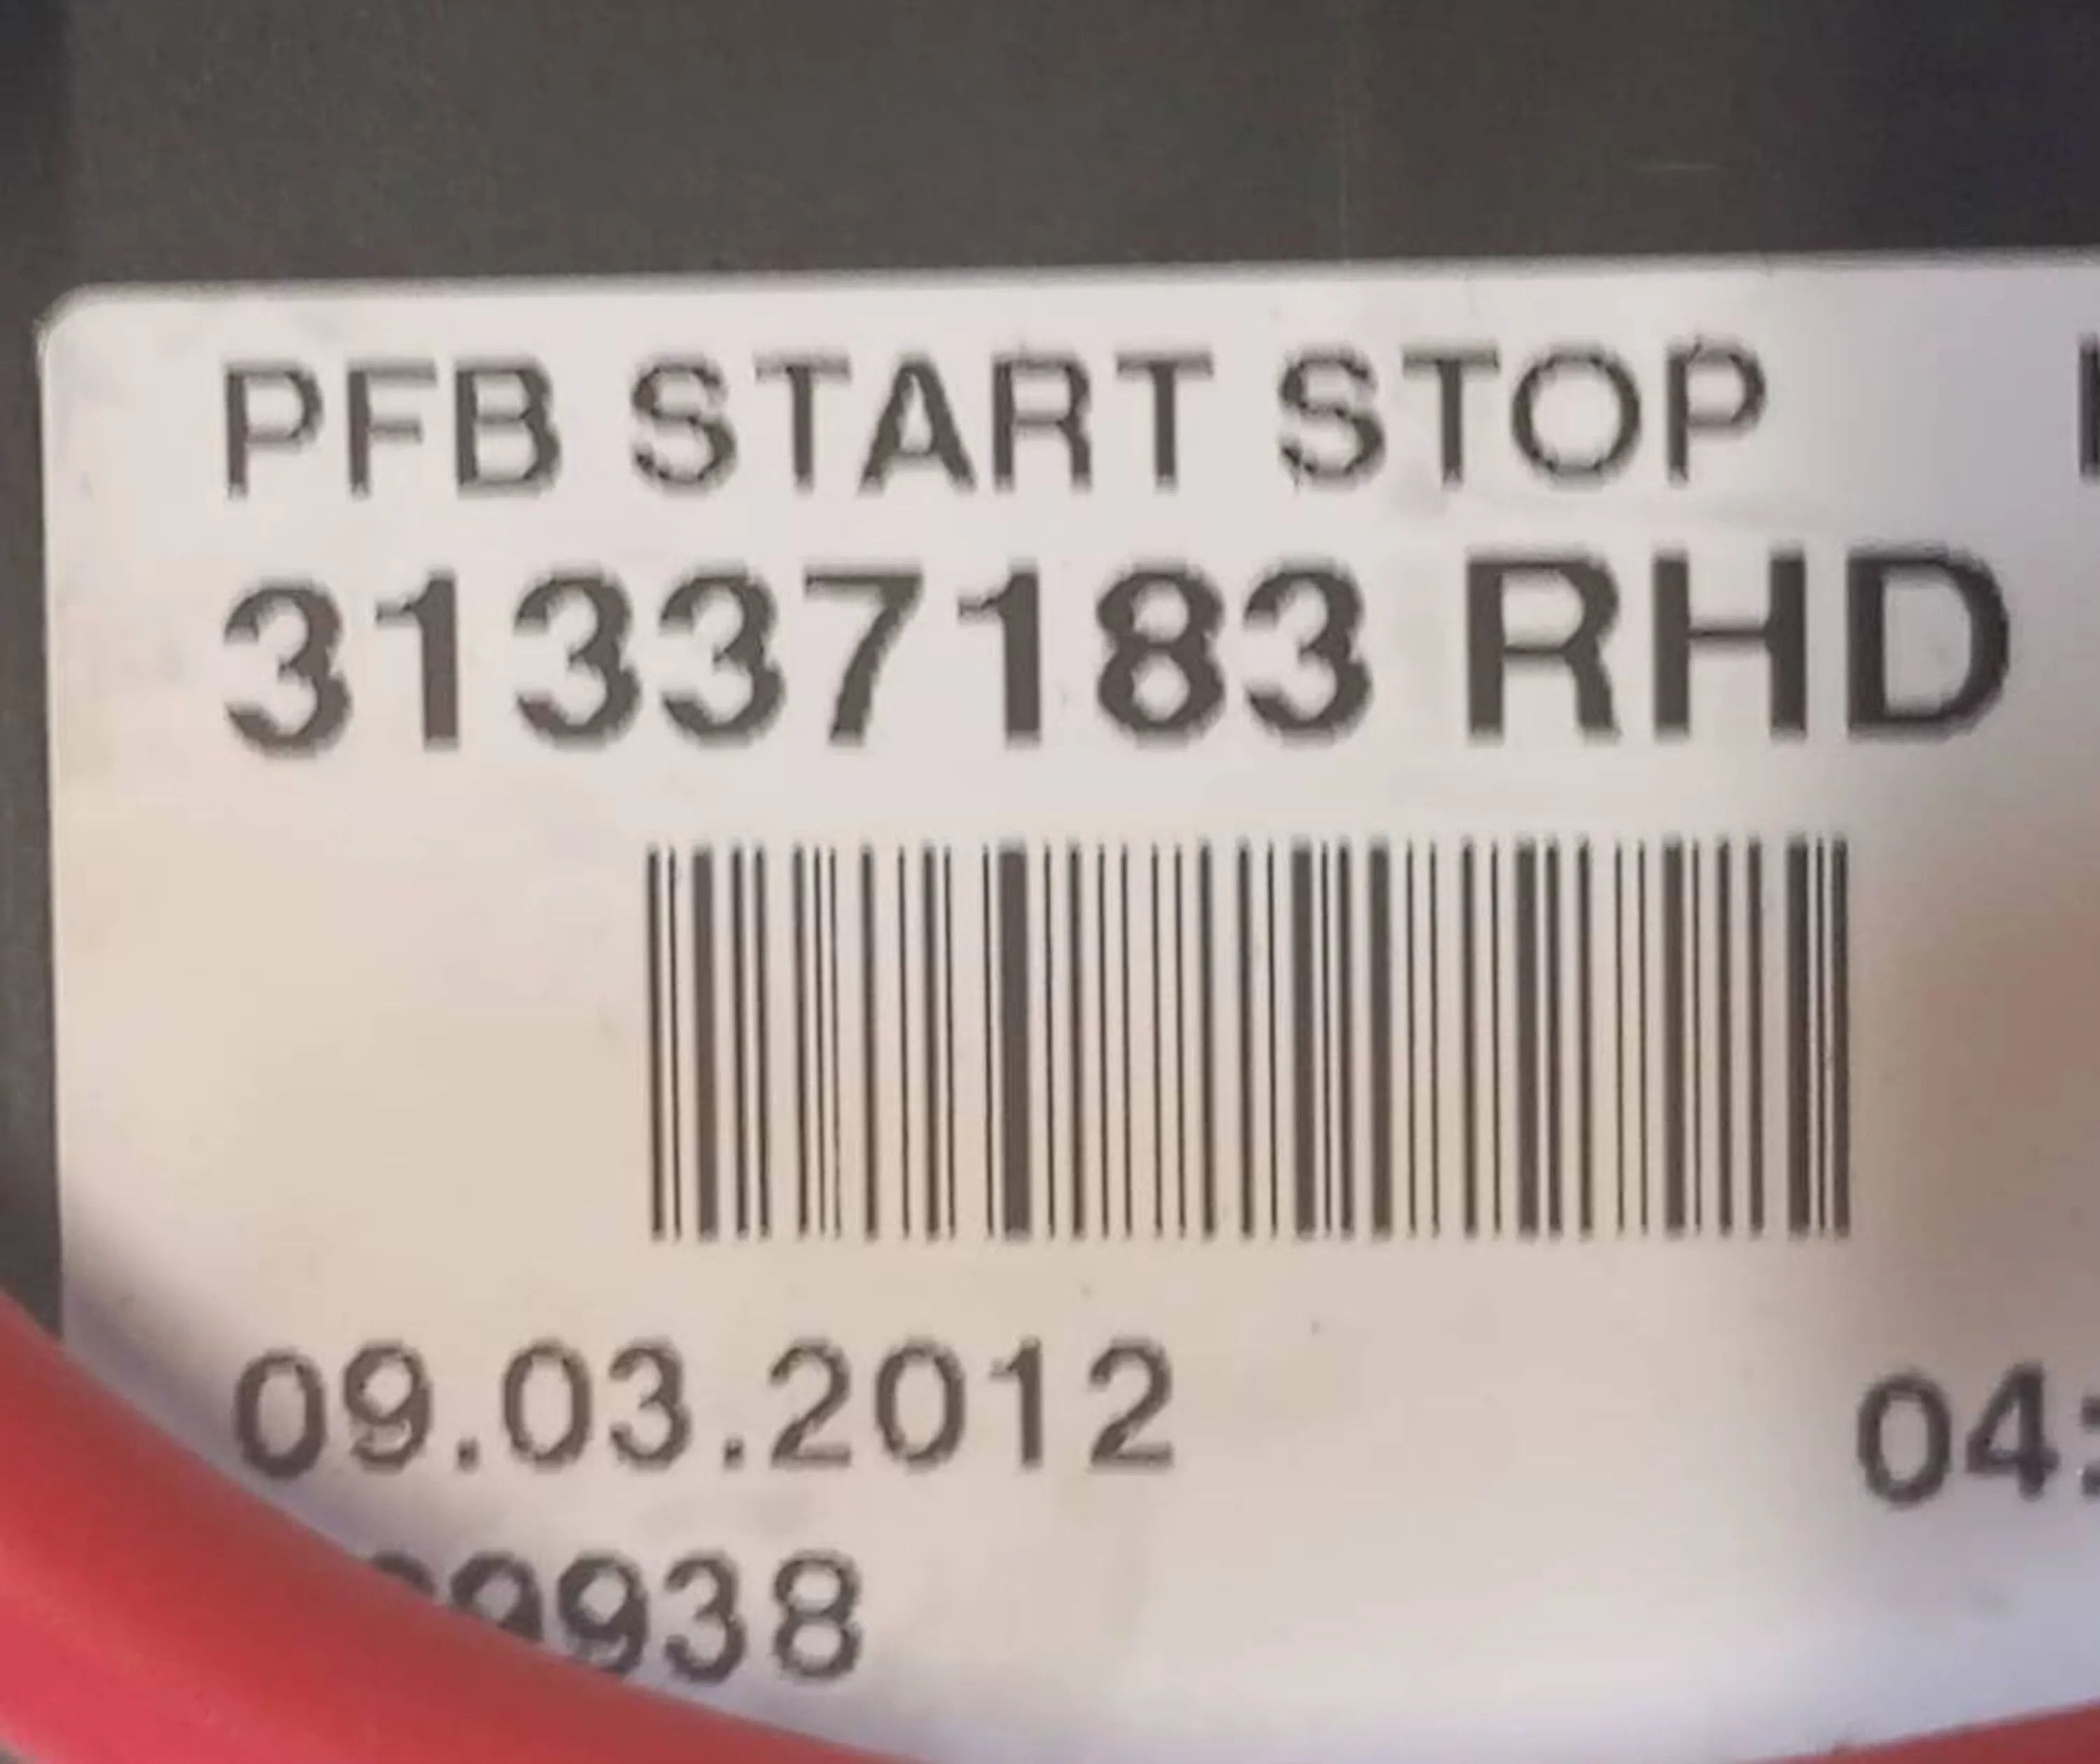 PFB START STOP
31337183 RHD
09.03.2012 04:
9938